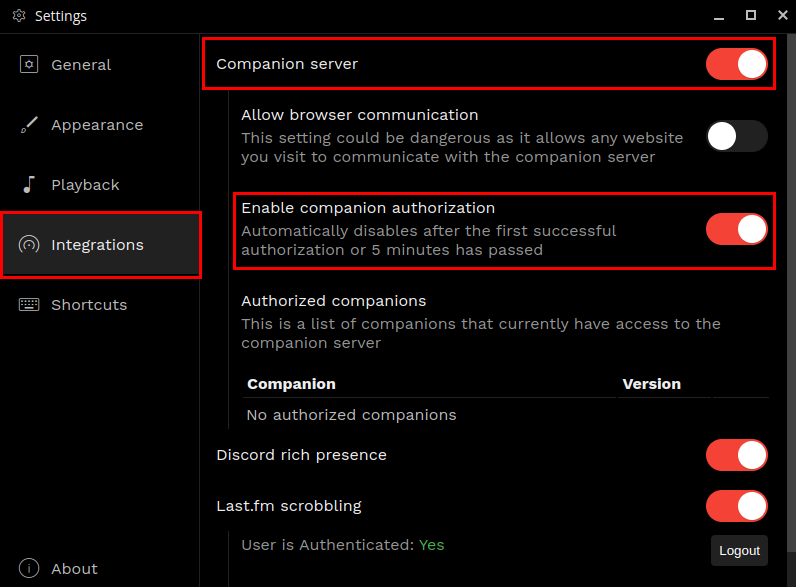 Settings
General
Appearance
Playback
Integrations
Shortcuts
About
Companion server
Allow browser communication
This setting could be dangerous as it allows any website
you visit to communicate with the companion server
Enable companion authorization
Automatically disables after the first successful
authorization or 5 minutes has passed
Authorized companions
This is a list of companions that currently have access to the
companion server
Companion Version
No authorized companions
Discord rich presence
Last.fm scrobbling
User is Authenticated: Yes
Logout